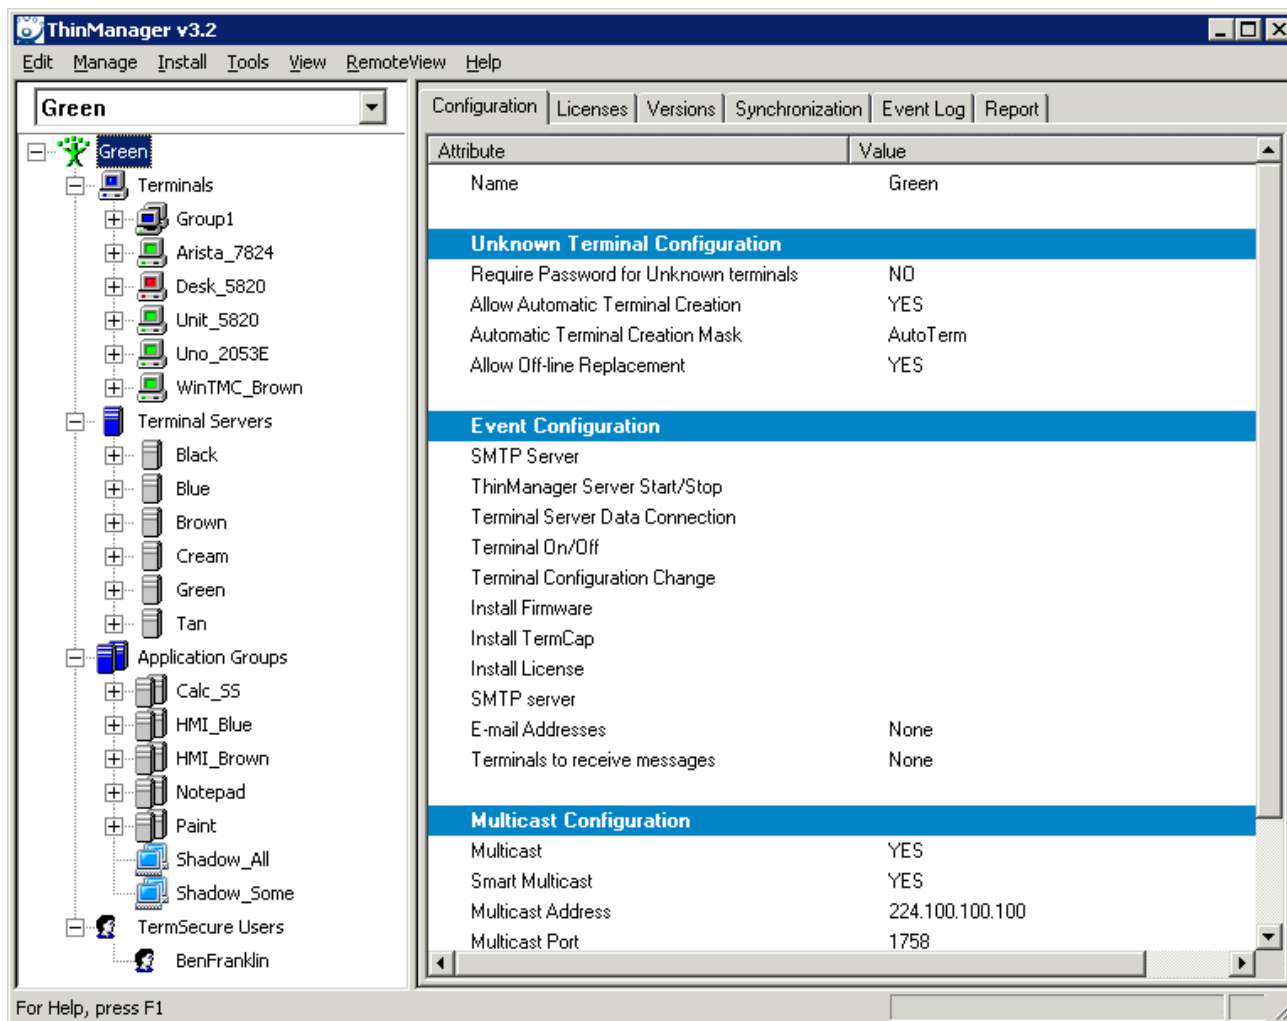 ThinManager v3.2
Edit Manage Install Tools View RemoteView Help
Green
Green
Terminals
Group1
Arista_7824
Desk_5820
Unit_5820
Uno_2053E
WinTMC_Brown
Terminal Servers
Black
Blue
Brown
Cream
Green
Tan
Application Groups
Calc_SS
HMI_Blue
HMI_Brown
Notepad
Paint
Shadow_All
Shadow_Some
TermSecure Users
BenFranklin
Configuration Licenses Versions Synchronization Event Log Report
Attribute Value
Name Green
Unknown Terminal Configuration
Require Password for Unknown terminals NO
Allow Automatic Terminal Creation YES
Automatic Terminal Creation Mask AutoTerm
Allow Off-line Replacement YES
Event Configuration
SMTP Server
ThinManager Server Start/Stop
Terminal Server Data Connection
Terminal On/Off
Terminal Configuration Change
Install Firmware
Install TermCap
Install License
SMTP server
E-mail Addresses None
Terminals to receive messages None
Multicast Configuration
Multicast YES
Smart Multicast YES
Multicast Address 224.100.100.100
Multicast Port 1758
For Help, press F1